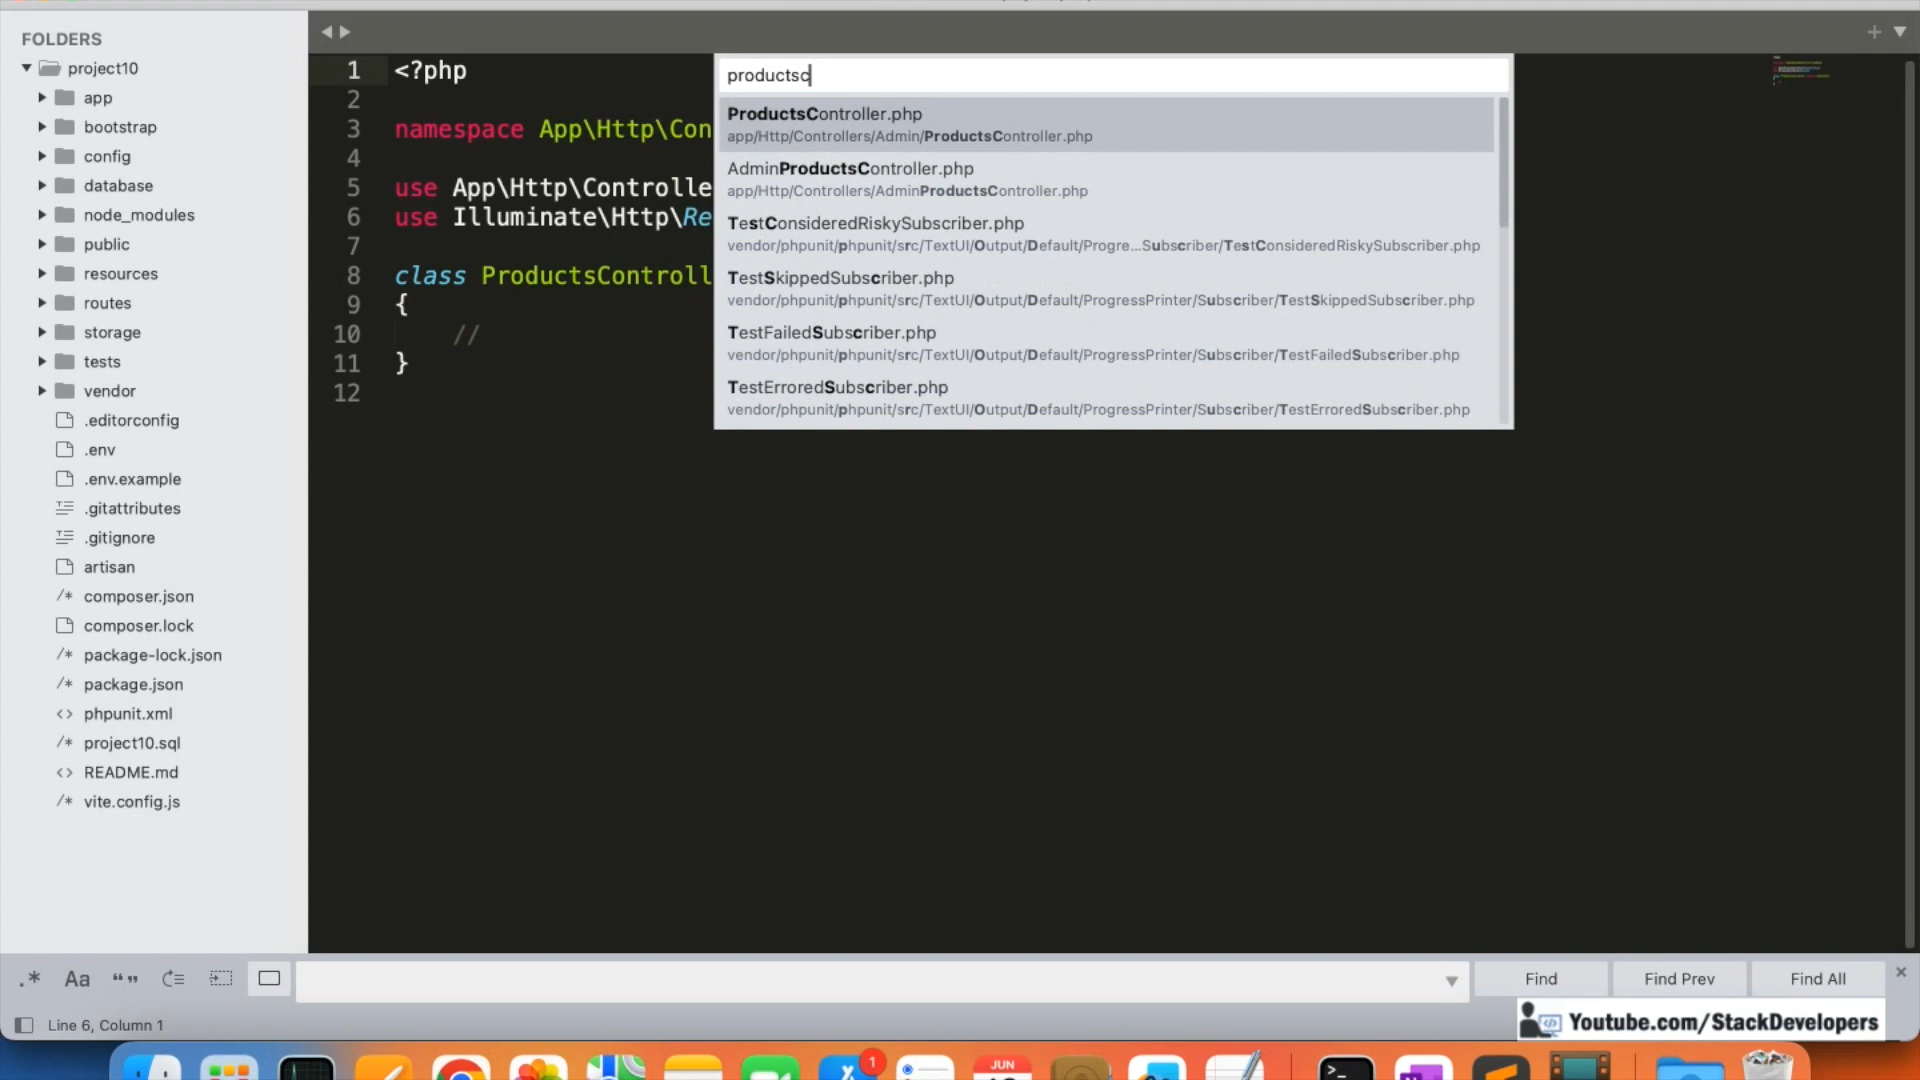 FOLDERS
project10
app
bootstrap
config
database
node_modules
public
resources
routes
storage
tests
vendor
.editorconfig
.env
.env.example
.gitattributes
.gitignore
artisan
/* composer.json
composer.lock
/* package-lock.json
/* package.json
<> phpunit.xml
/* project10.sql
<> README.md
/* vite.config.js
1 <?php
2
3 namespace App\Http\Con
4
5 use App\Http\Controlle
6 use Illuminate\Http\Re
7
8 class ProductsControll
9 {
10 //
11 }
12
productsc
ProductsController.php
app/Http/Controllers/Admin/ProductsController.php
AdminProductsController.php
app/Http/Controllers/AdminProductsController.php
TestConsideredRiskySubscriber.php
vendor/phpunit/phpunit/src/TextUI/Output/Default/Progre...Subscriber/TestConsideredRiskySubscriber.php
TestSkippedSubscriber.php
vendor/phpunit/phpunit/src/TextUI/Output/Default/ProgressPrinter/Subscriber/TestSkippedSubscriber.php
TestFailedSubscriber.php
vendor/phpunit/phpunit/src/TextUI/Output/Default/ProgressPrinter/Subscriber/TestFailedSubscriber.php
TestErroredSubscriber.php
vendor/phpunit/phpunit/src/TextUI/Output/Default/ProgressPrinter/Subscriber/TestErroredSubscriber.php
.* Aa “” Find Find Prev Find All
Line 6, Column 1
Youtube.com/StackDevelopers
1
JUN